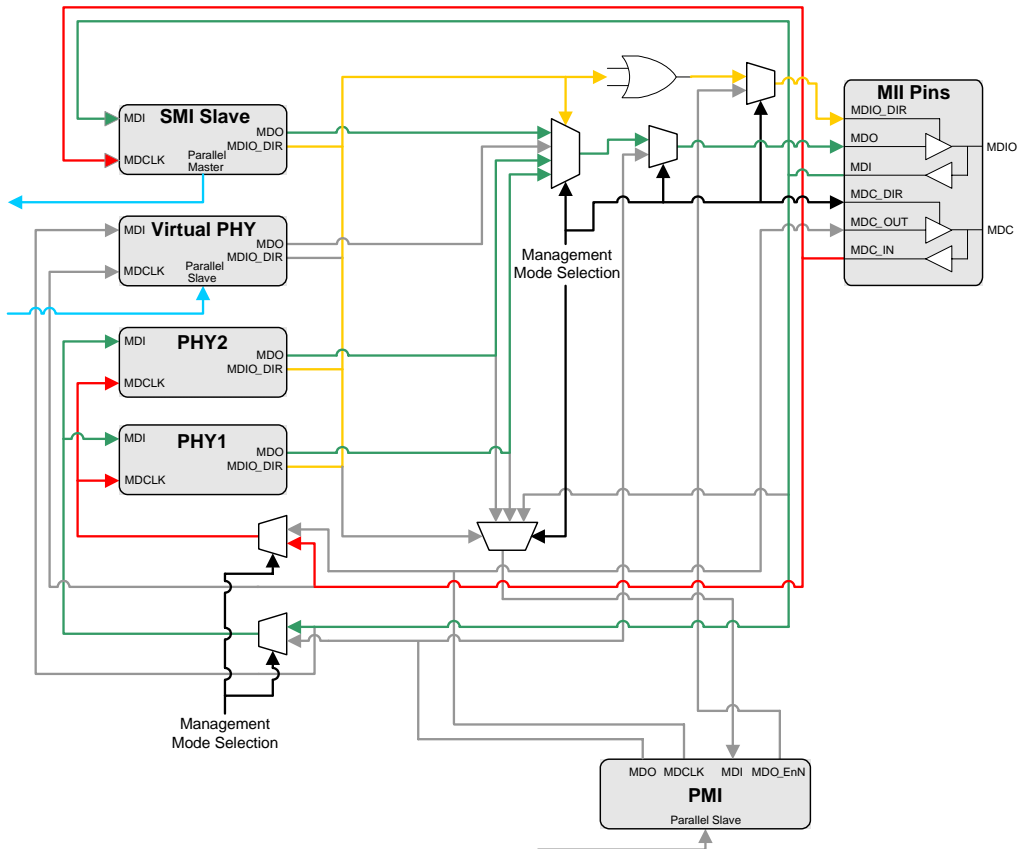 SMI Slave
MDI
MDO
MDIO_DIR
MDCLK
Parallel
Master
Virtual PHY
MDI
MDO
MDIO_DIR
MDCLK
Parallel
Slave
PHY2
MDI
MDO
MDIO_DIR
MDCLK
PHY1
MDI
MDO
MDIO_DIR
MDCLK
Management
Mode Selection
MII Pins
MDIO_DIR
MDO
MDIO
MDI
MDC_DIR
MDC_OUT
MDC
MDC_IN
Management
Mode Selection
MDO
MDCLK
MDI
MDO_EnN
PMI
Parallel Slave